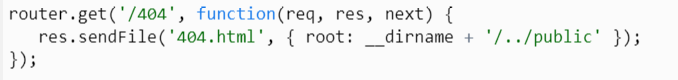 router.get('/404', function(req, res, next) {
   res.sendFile('404.html', { root: __dirname + '/../public' });
});